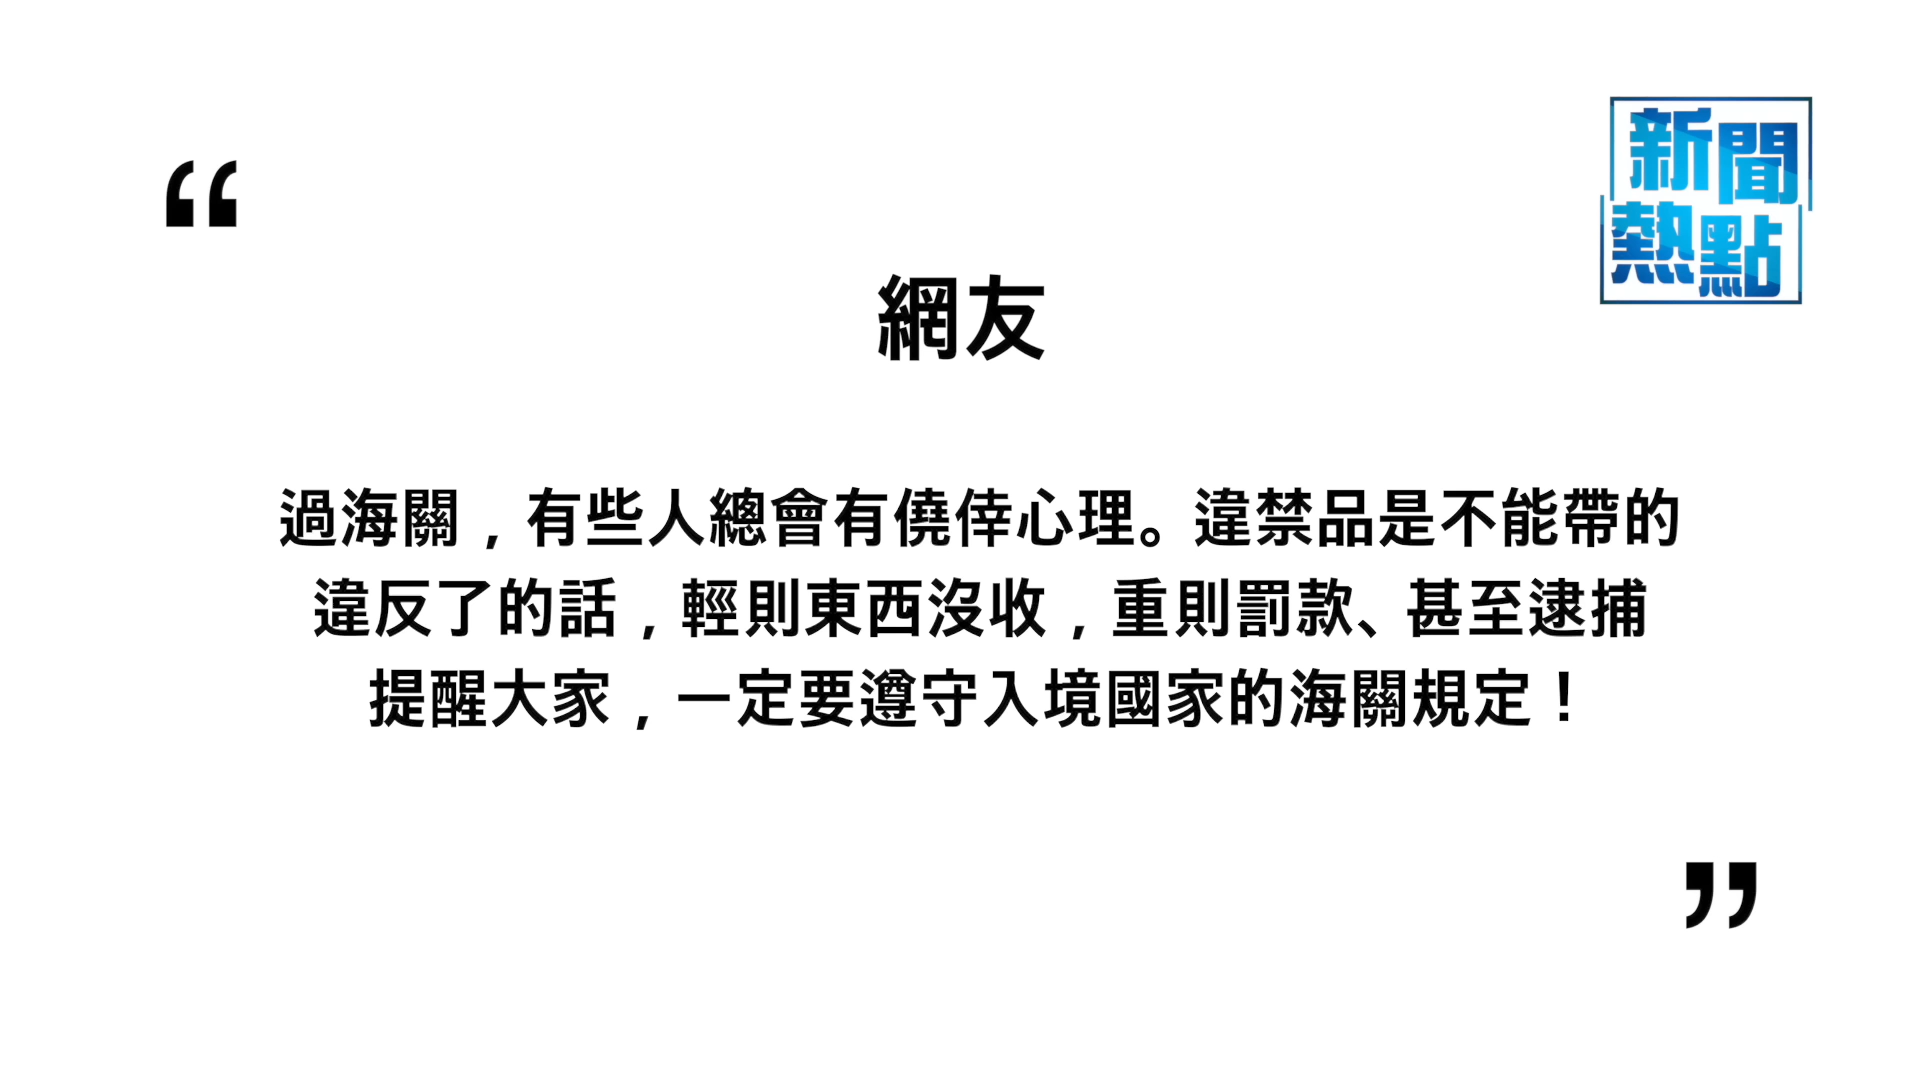 “
新聞
熱點
網友
過海關，有些人總會有僥倖心理。違禁品是不能帶的
違反了的話，輕則東西沒收，重則罰款、甚至逮捕
提醒大家，一定要遵守入境國家的海關規定！
”